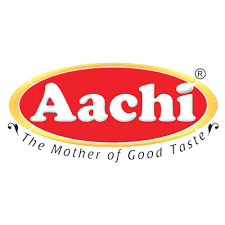 ®
Aachi
The Mother of Good Taste